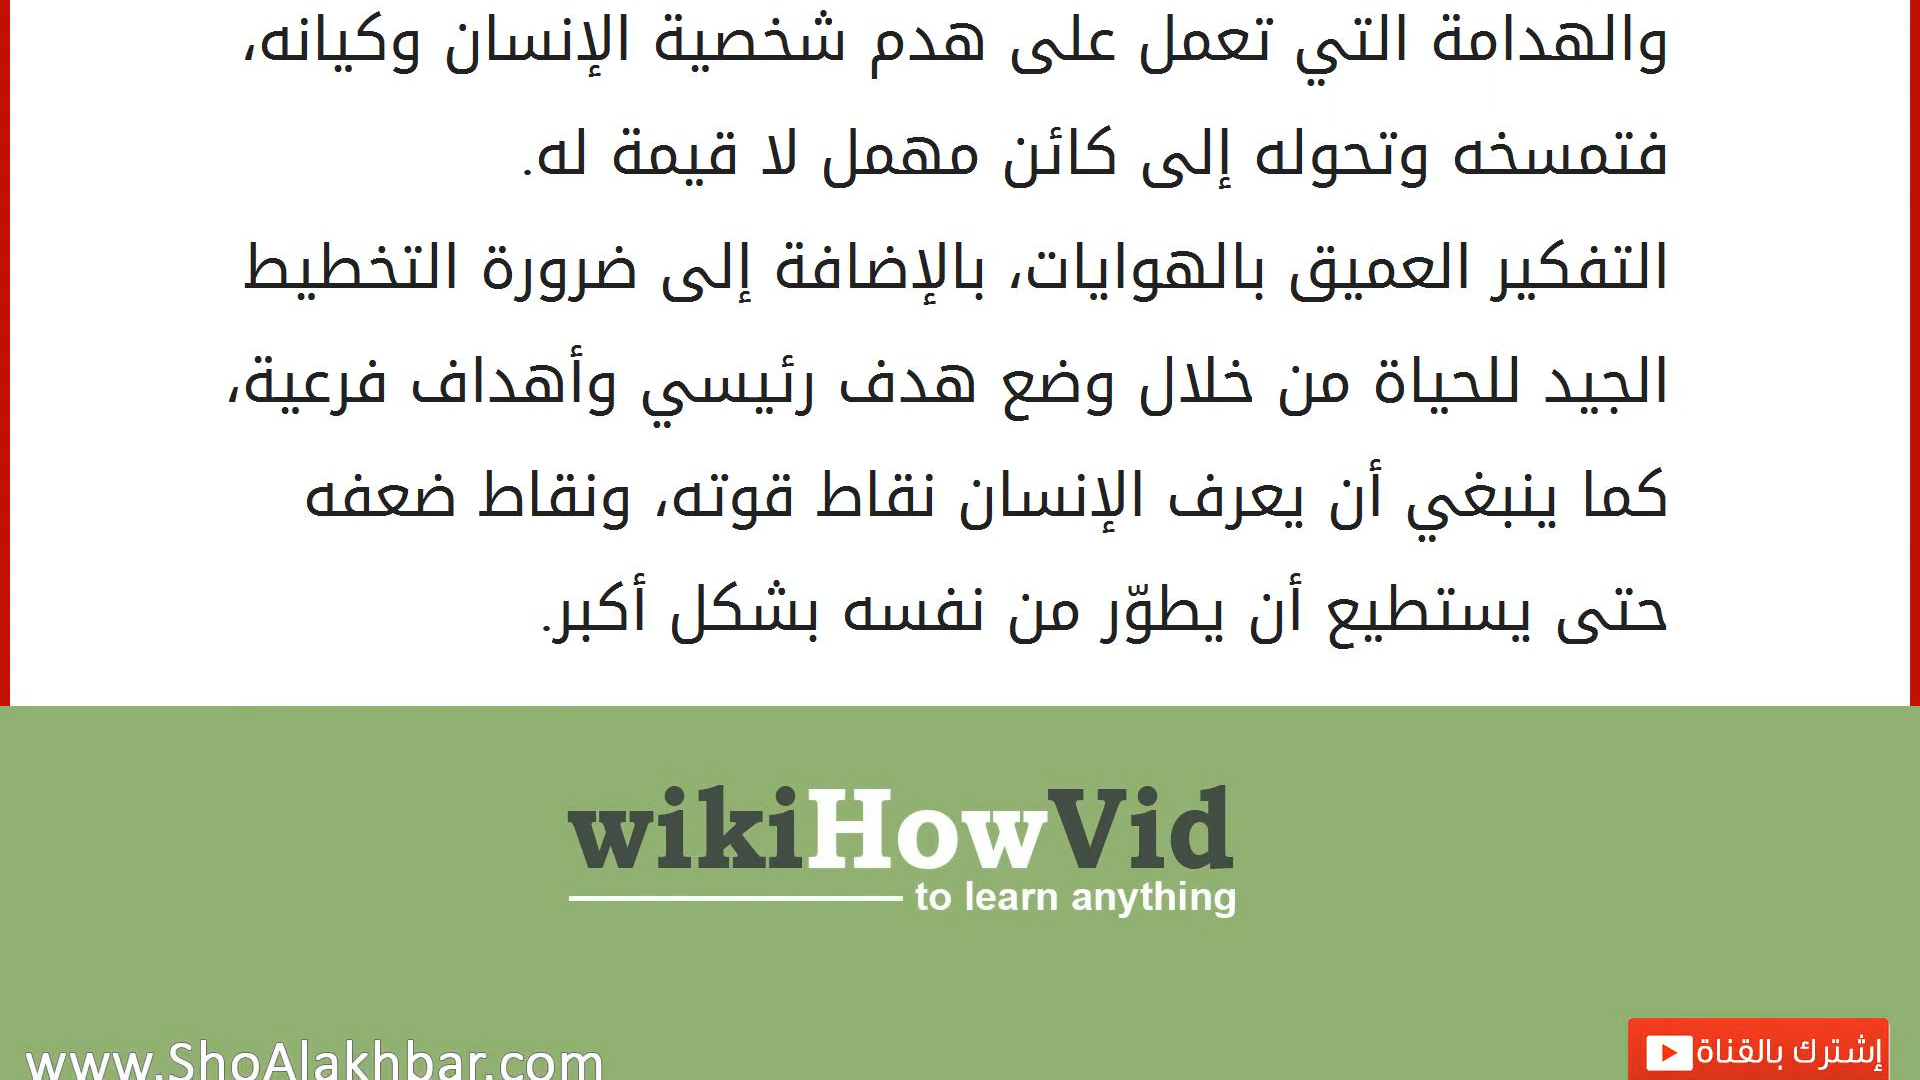 والهدامة التي تعمل على هدم شخصية الإنسان وكيانه،
فتمسخه وتحوله إلى كائن مهمل لا قيمة له.
التفكير العميق بالهوايات، بالإضافة إلى ضرورة التخطيط
الجيد للحياة من خلال وضع هدف رئيسي وأهداف فرعية،
كما ينبغي أن يعرف الإنسان نقاط قوته، ونقاط ضعفه
حتى يستطيع أن يطوّر من نفسه بشكل أكبر.
wikiHowVid
to learn anything
www.ShoAlakhbar.com
إشترك بالقناة